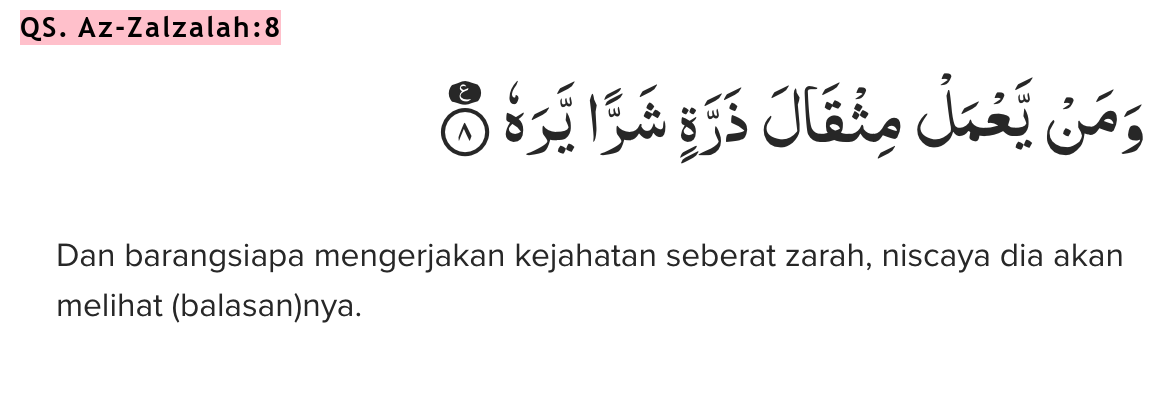 QS. Az-Zalzalah:8
وَمَنْ يَّعْمَلْ مِثْقَالَ ذَرَّةٍ شَرًّا يَّرَهٗ ࣖ ٨
Dan barangsiapa mengerjakan kejahatan seberat zarah, niscaya dia akan
melihat (balasan)nya.